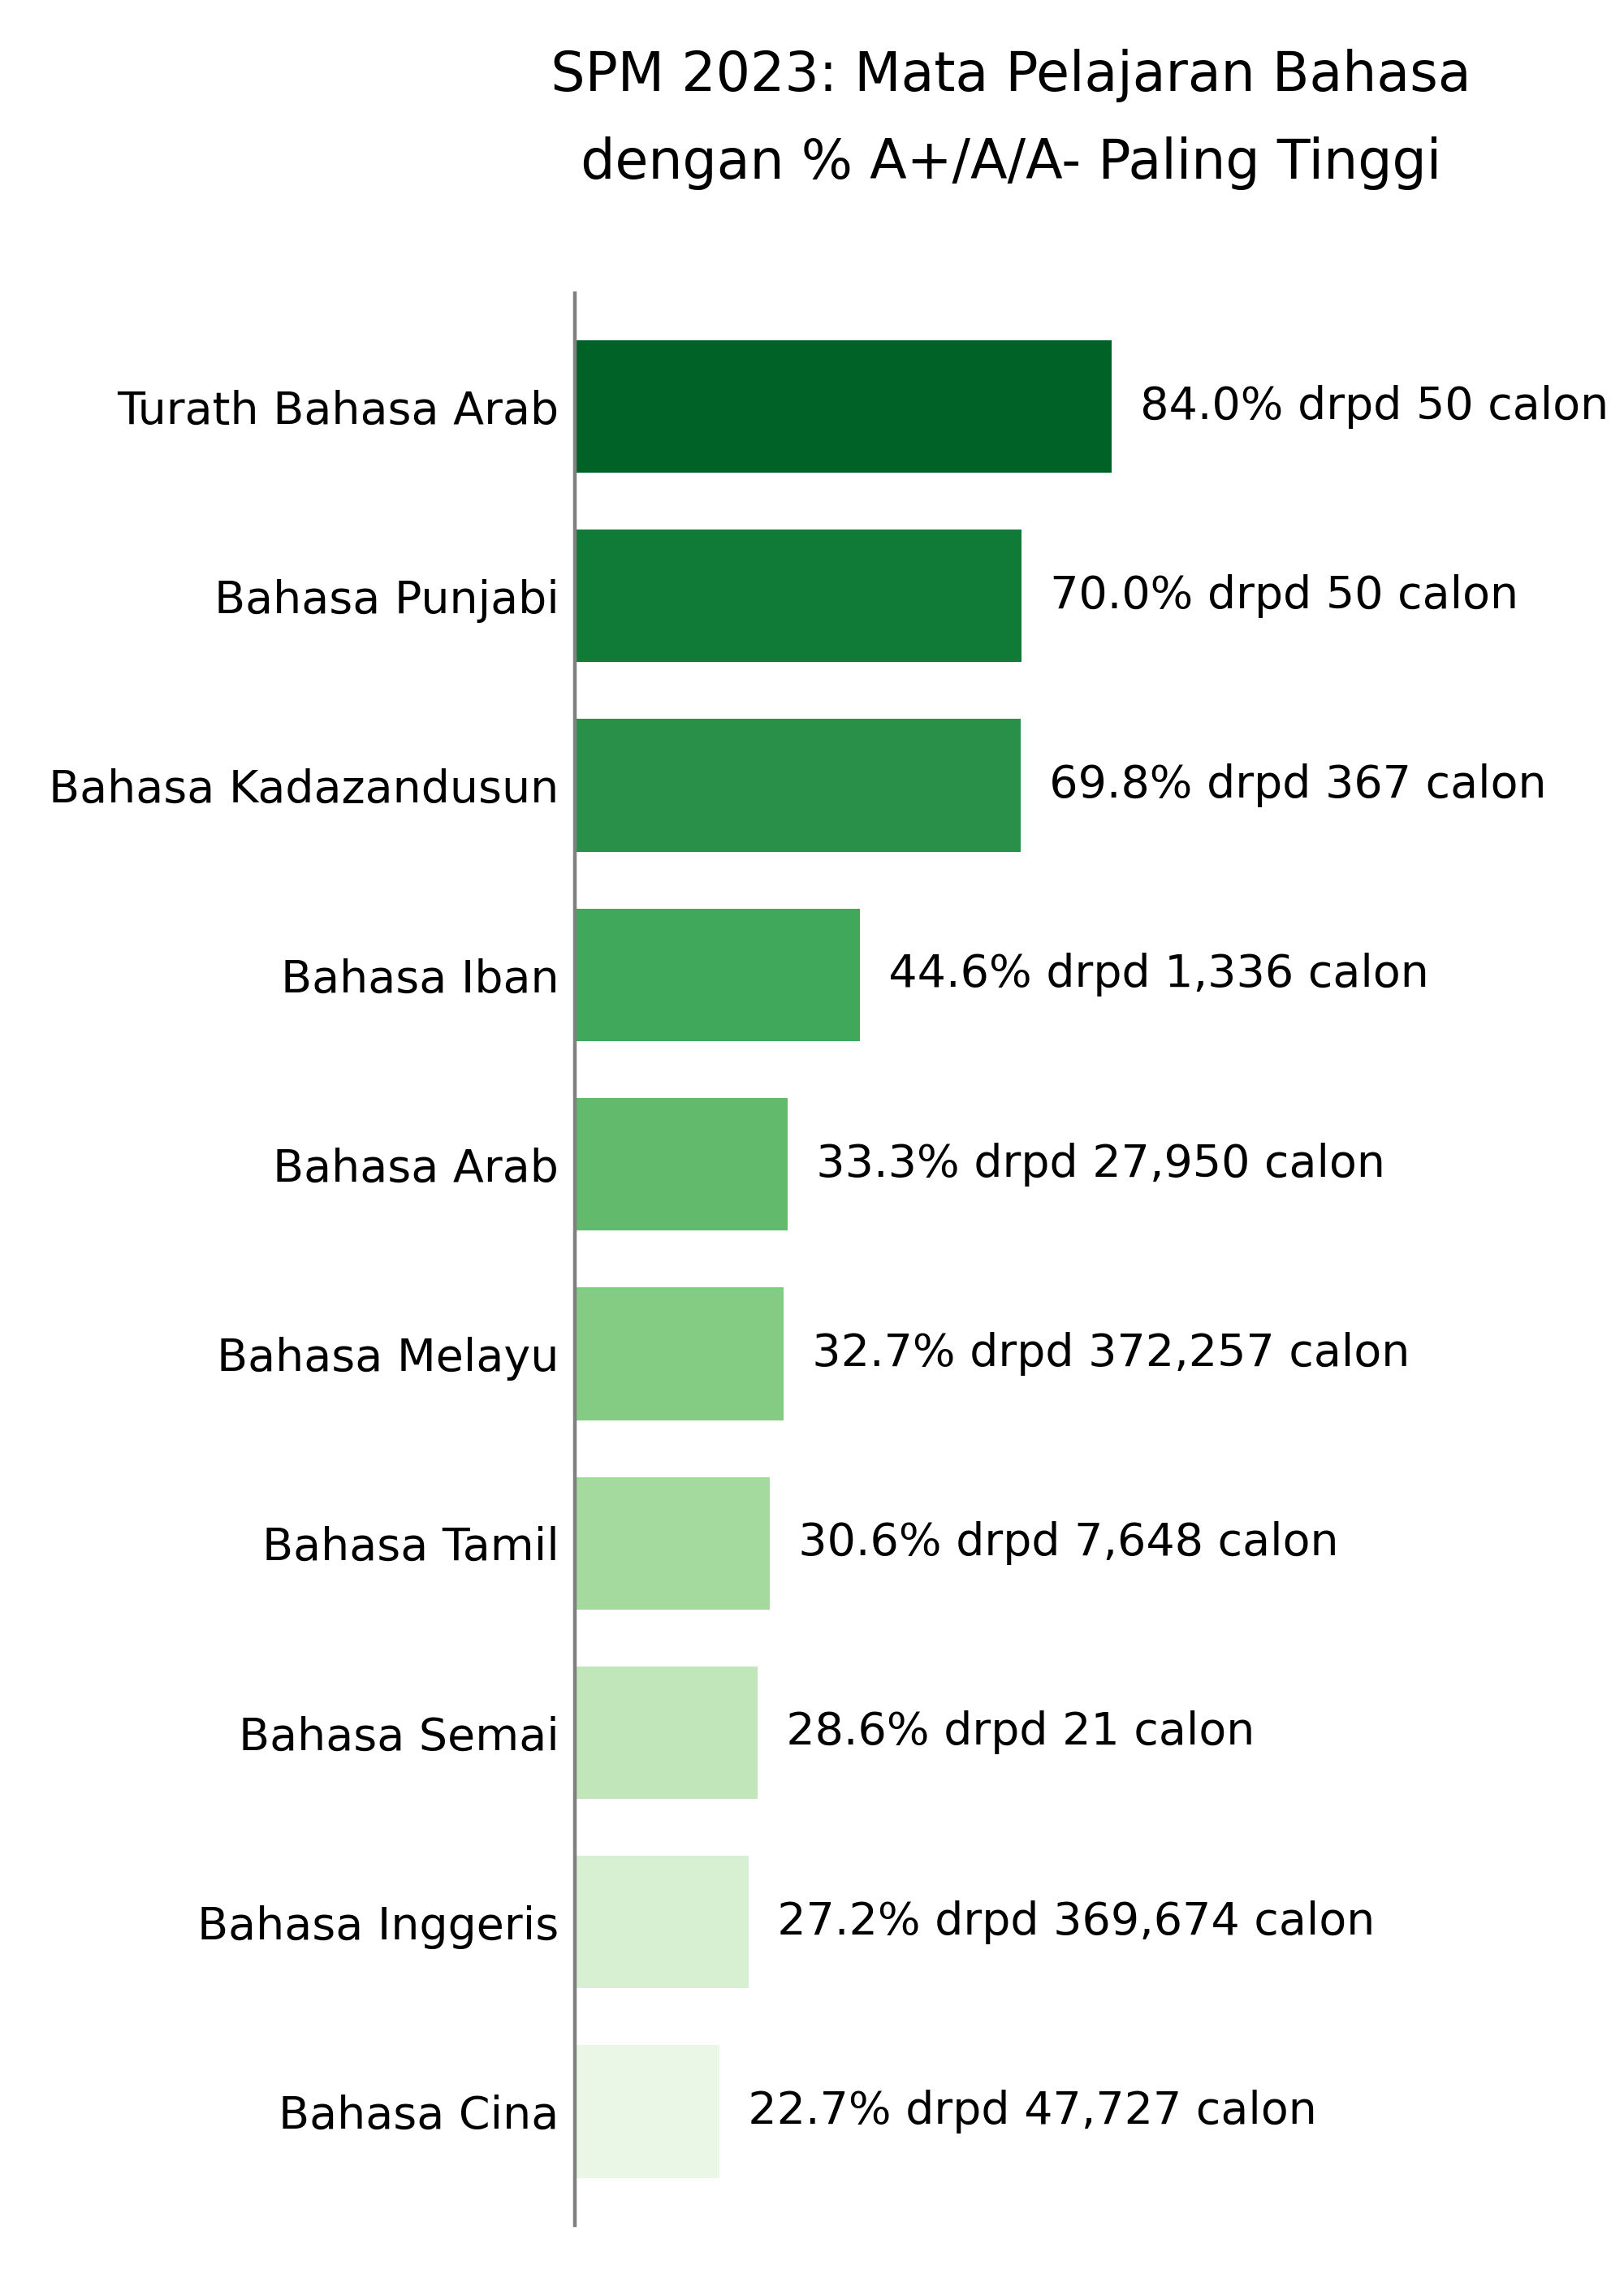 SPM 2023: Mata Pelajaran Bahasa
dengan % A+/A/A- Paling Tinggi
Turath Bahasa Arab 84.0% drpd 50 calon
Bahasa Punjabi 70.0% drpd 50 calon
Bahasa Kadazandusun 69.8% drpd 367 calon
Bahasa Iban 44.6% drpd 1,336 calon
Bahasa Arab 33.3% drpd 27,950 calon
Bahasa Melayu 32.7% drpd 372,257 calon
Bahasa Tamil 30.6% drpd 7,648 calon
Bahasa Semai 28.6% drpd 21 calon
Bahasa Inggeris 27.2% drpd 369,674 calon
Bahasa Cina 22.7% drpd 47,727 calon